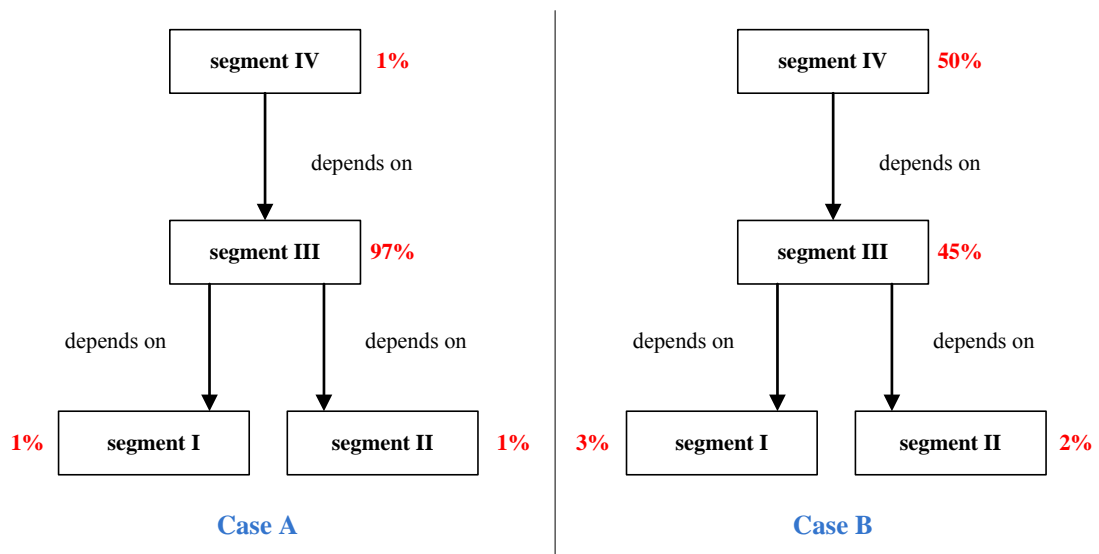 segment IV 1%
depends on
segment III 97%
depends on depends on
1% segment I segment II 1%
Case A
segment IV 50%
depends on
segment III 45%
depends on depends on
3% segment I segment II 2%
Case B